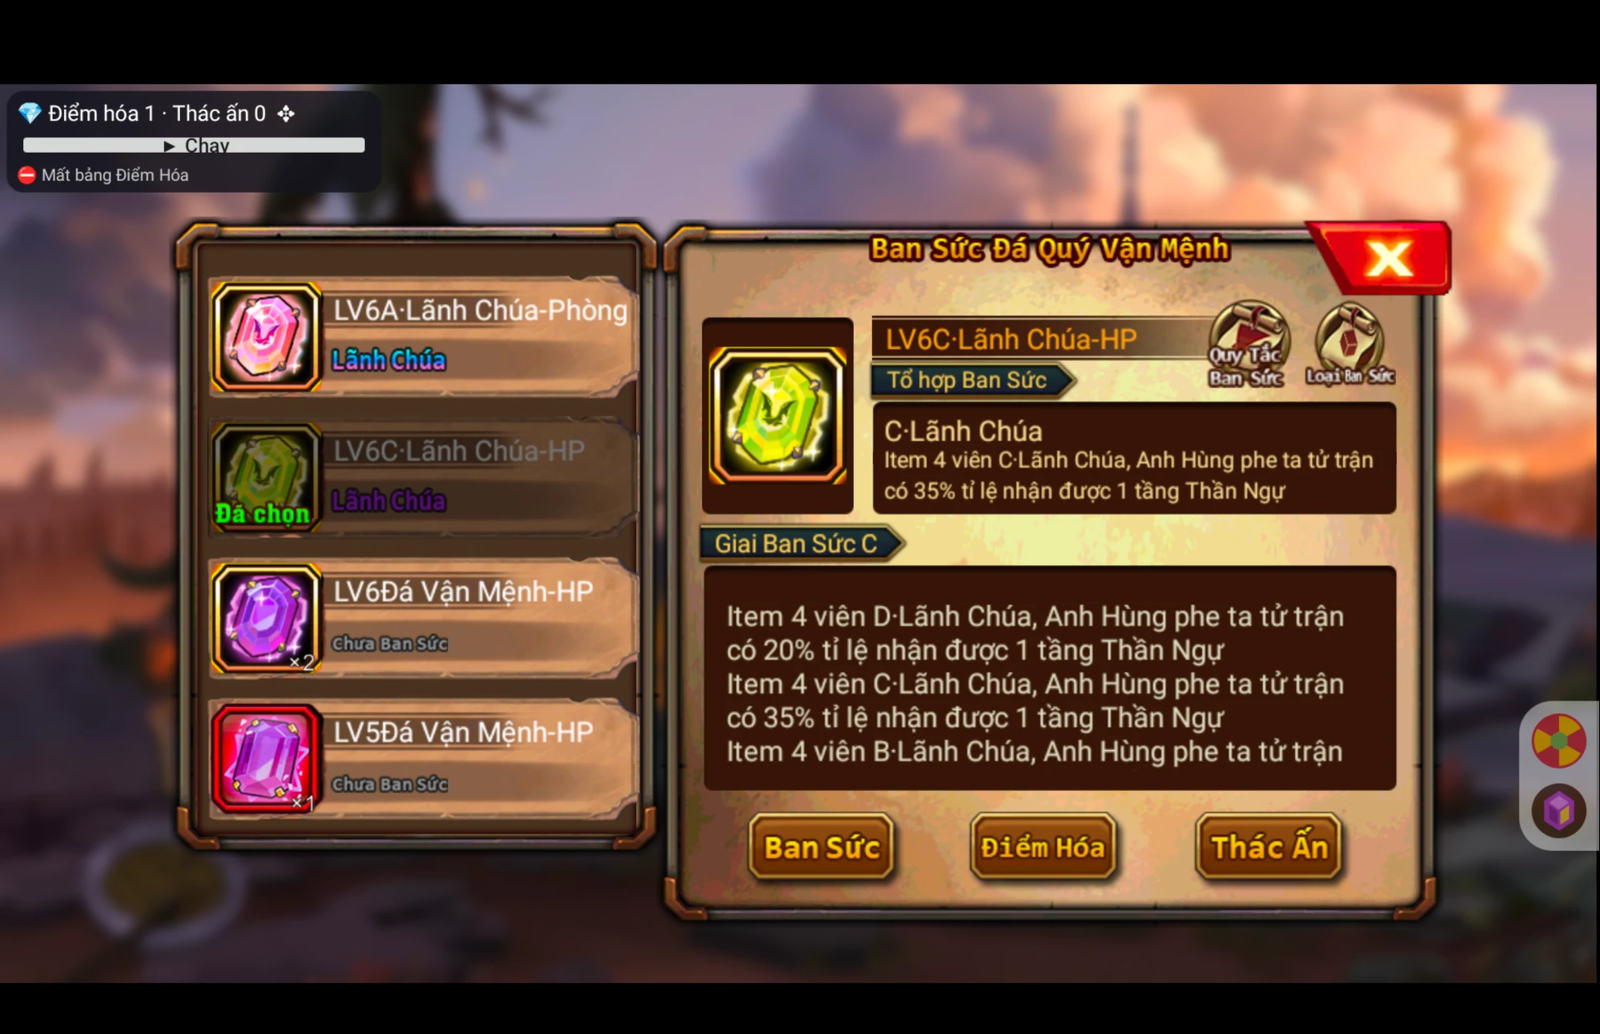 Điểm hóa 1 · Thác ấn 0
Chạy
Mất bảng Điểm Hóa
LV6A·Lãnh Chúa-Phòng
Lãnh Chúa
LV6C·Lãnh Chúa-HP
Lãnh Chúa
Đã chọn
LV6Đá Vận Mệnh-HP
Chưa Ban Sức
×2
LV5Đá Vận Mệnh-HP
Chưa Ban Sức
×1
Ban Sức Đá Quý Vận Mệnh
LV6C·Lãnh Chúa-HP
Quy Tắc
Ban Sức
Loại Ban Sức
Tổ hợp Ban Sức
C·Lãnh Chúa
Item 4 viên C·Lãnh Chúa, Anh Hùng phe ta tử trận
có 35% tỉ lệ nhận được 1 tầng Thần Ngự
Giai Ban Sức C
Item 4 viên D·Lãnh Chúa, Anh Hùng phe ta tử trận
có 20% tỉ lệ nhận được 1 tầng Thần Ngự
Item 4 viên C·Lãnh Chúa, Anh Hùng phe ta tử trận
có 35% tỉ lệ nhận được 1 tầng Thần Ngự
Item 4 viên B·Lãnh Chúa, Anh Hùng phe ta tử trận
Ban Sức
Điểm Hóa
Thác Ấn